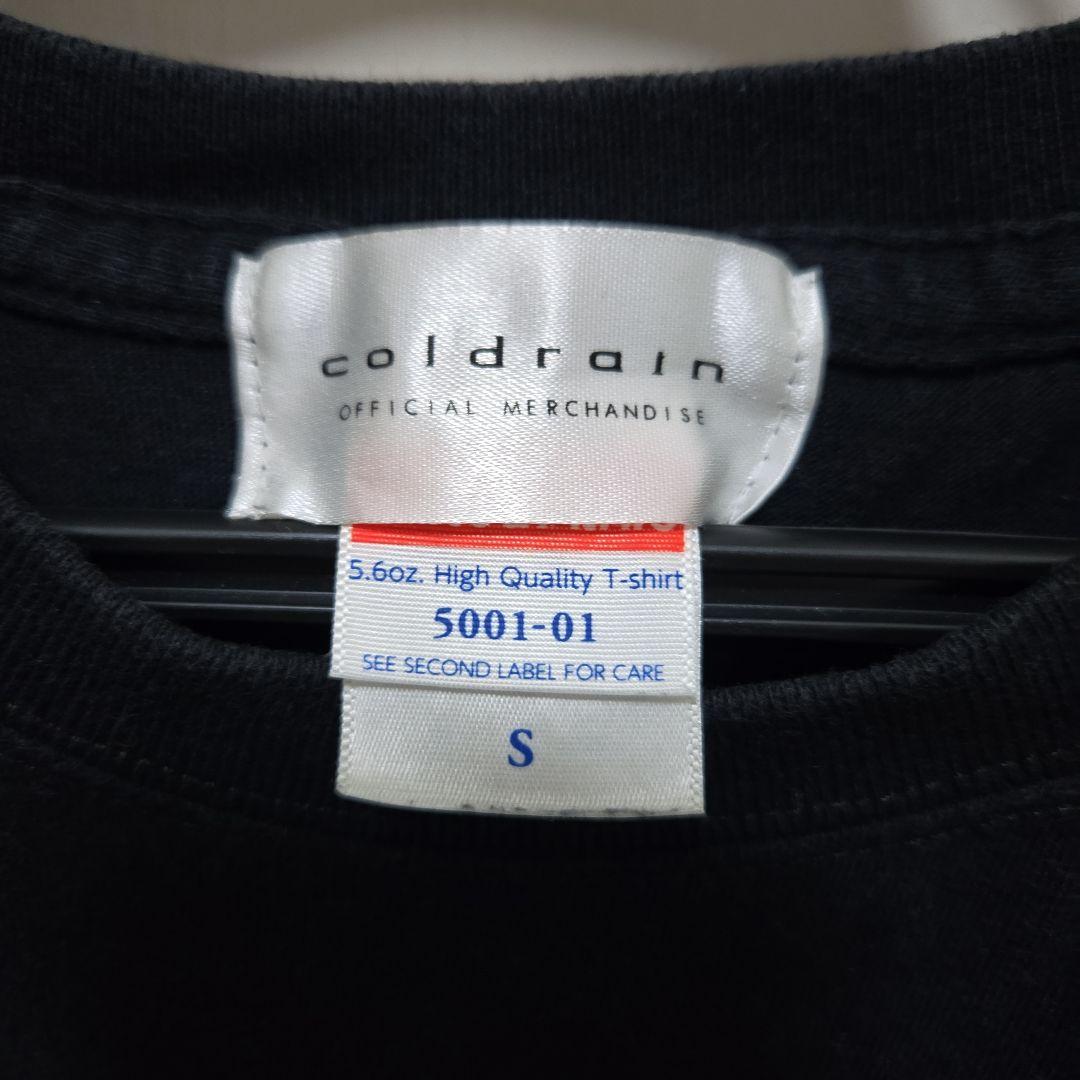 coldrain
OFFICIAL MERCHANDISE
5.6oz. High Quality T-shirt
5001-01
SEE SECOND LABEL FOR CARE
S